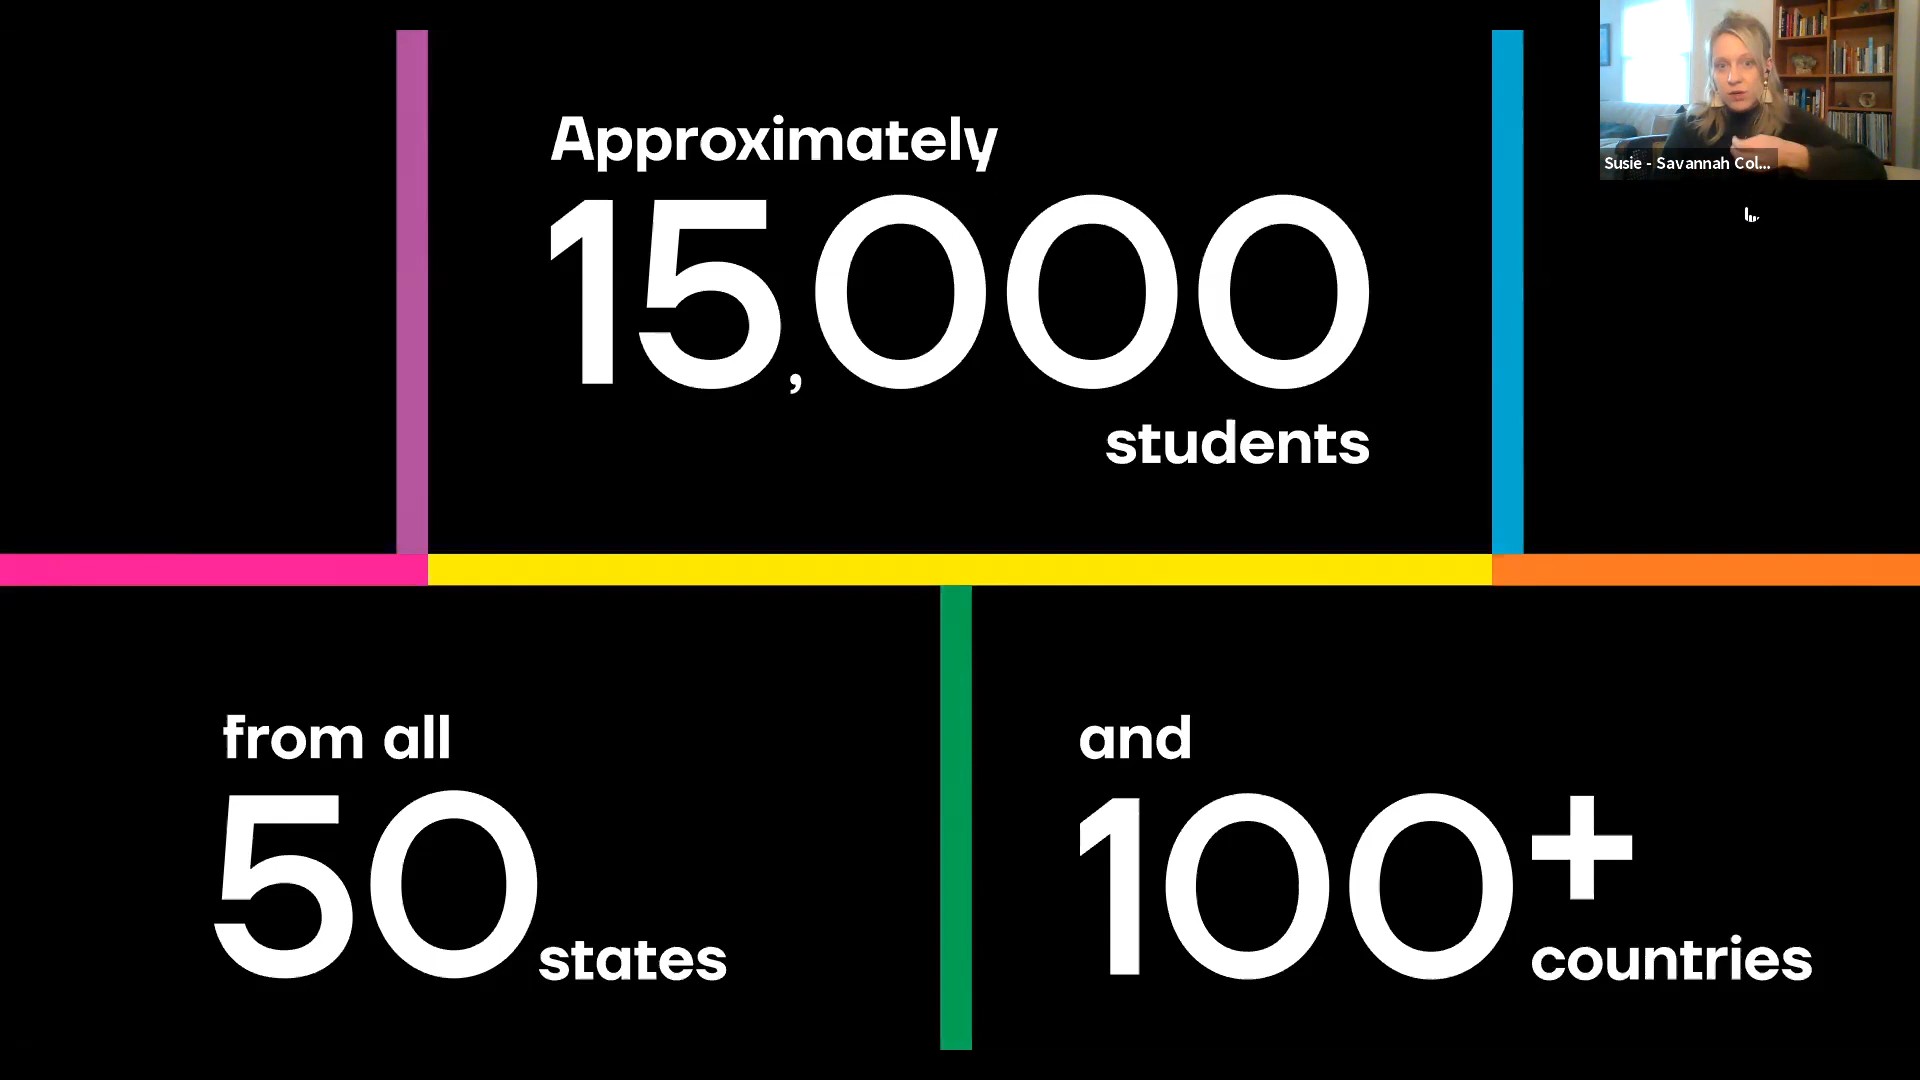 Approximately
15,000
students
Susie - Savannah Col...
from all
50
states
and
100+
countries